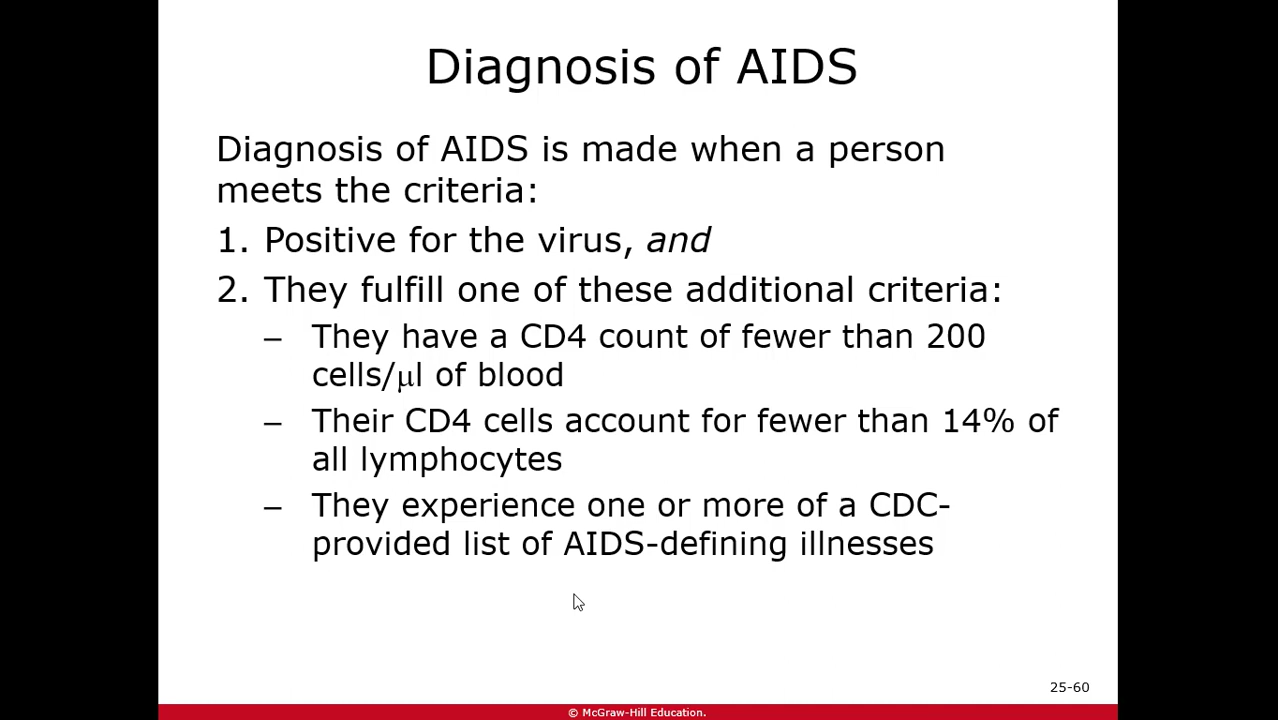 Diagnosis of AIDS
Diagnosis of AIDS is made when a person
meets the criteria:
1. Positive for the virus, and
2. They fulfill one of these additional criteria:
– They have a CD4 count of fewer than 200
cells/μl of blood
– Their CD4 cells account for fewer than 14% of
all lymphocytes
– They experience one or more of a CDC-
provided list of AIDS-defining illnesses
25-60
© McGraw-Hill Education.